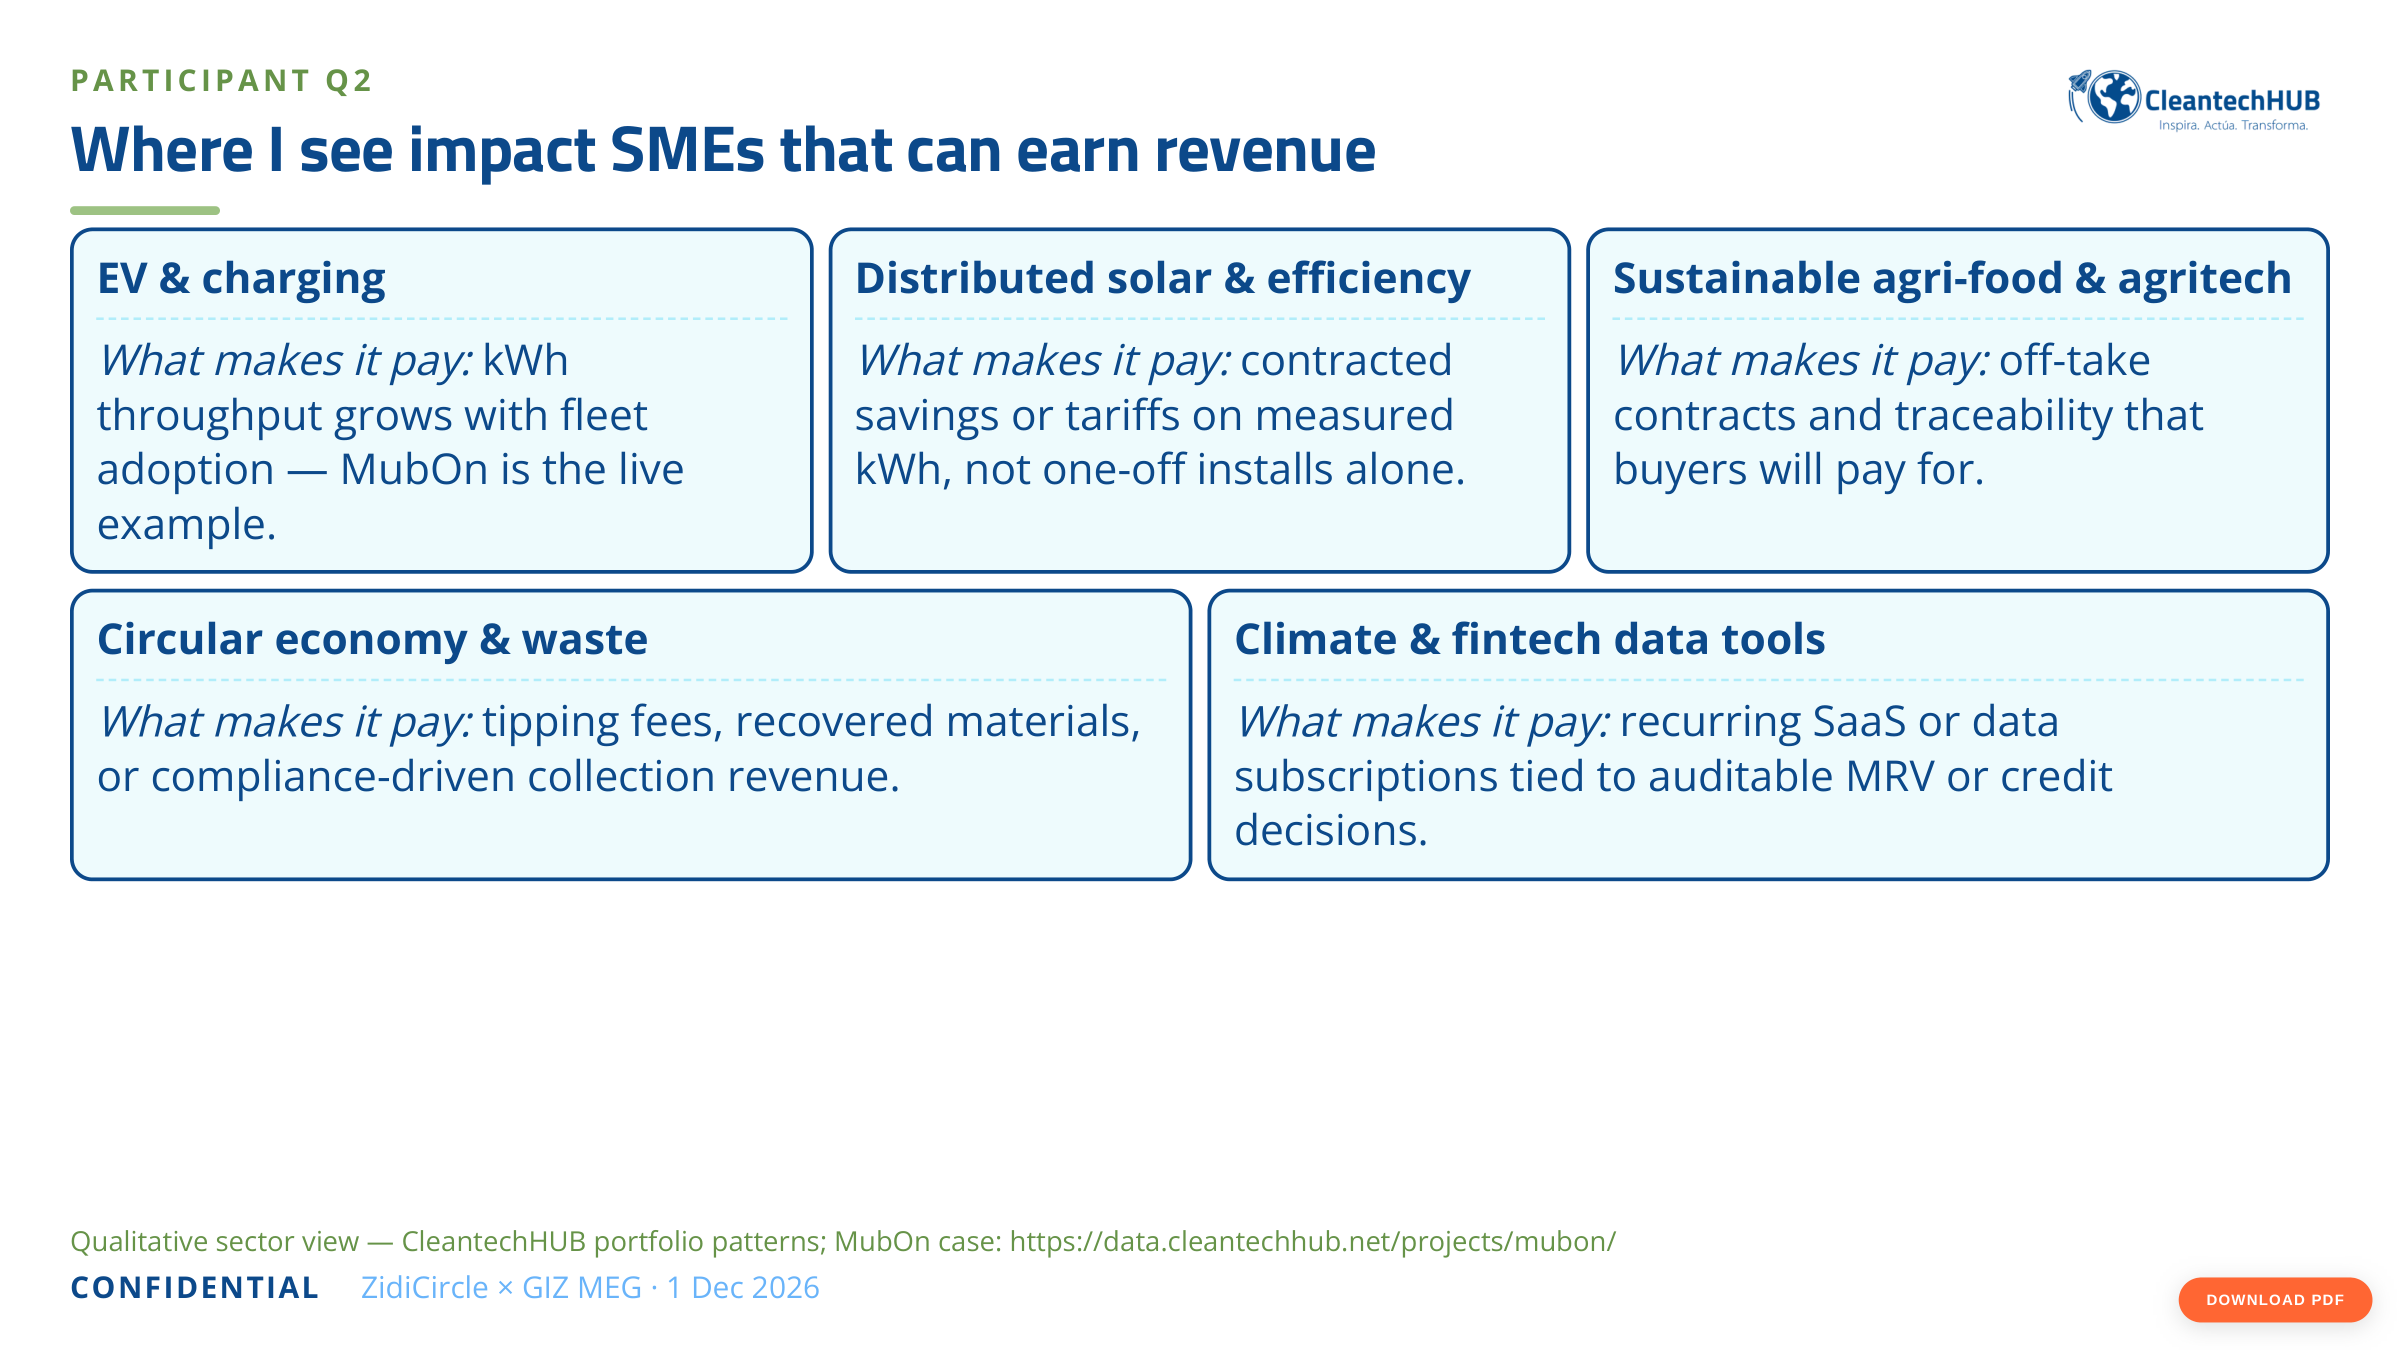 PARTICIPANT Q2
Where I see impact SMEs that can earn revenue
CleantechHUB
Inspira. Actúa. Transforma.
EV & charging
What makes it pay: kWh
throughput grows with fleet
adoption — MubOn is the live
example.
Distributed solar & efficiency
What makes it pay: contracted
savings or tariffs on measured
kWh, not one-off installs alone.
Sustainable agri-food & agritech
What makes it pay: off-take
contracts and traceability that
buyers will pay for.
Circular economy & waste
What makes it pay: tipping fees, recovered materials,
or compliance-driven collection revenue.
Climate & fintech data tools
What makes it pay: recurring SaaS or data
subscriptions tied to auditable MRV or credit
decisions.
Qualitative sector view — CleantechHUB portfolio patterns; MubOn case: https://data.cleantechhub.net/projects/mubon/
CONFIDENTIAL ZidiCircle × GIZ MEG · 1 Dec 2026
DOWNLOAD PDF